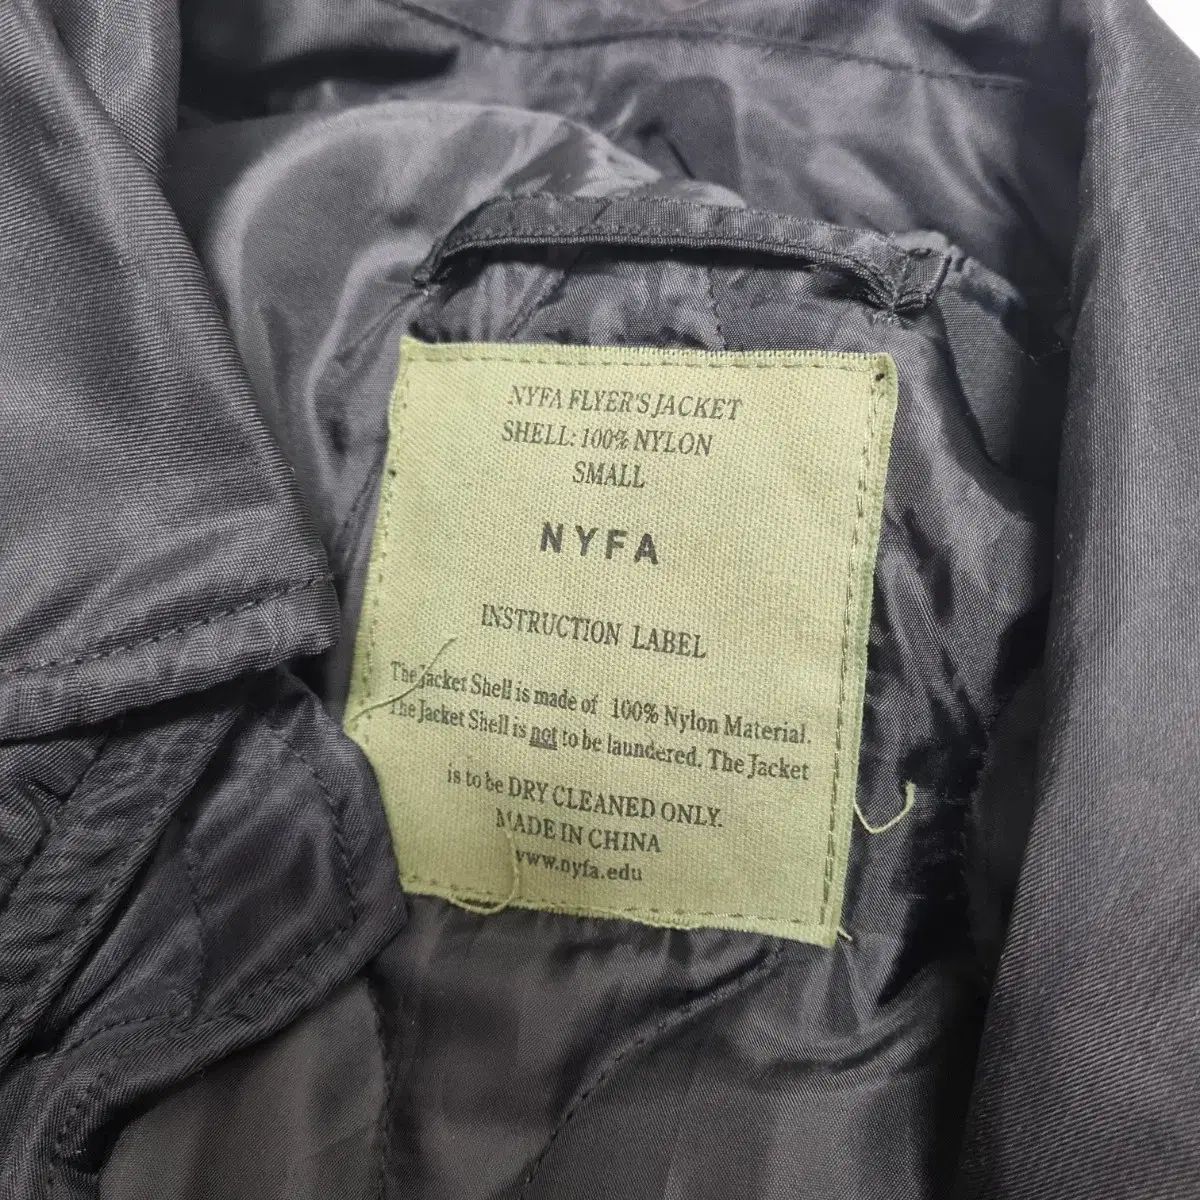 NYFA FLYER'S JACKET
SHELL: 100% NYLON
SMALL
NYFA
INSTRUCTION LABEL
The Jacket Shell is made of 100% Nylon Material.
The Jacket Shell is not to be laundered. The Jacket
is to be DRY CLEANED ONLY.
MADE IN CHINA
www.nyfa.edu